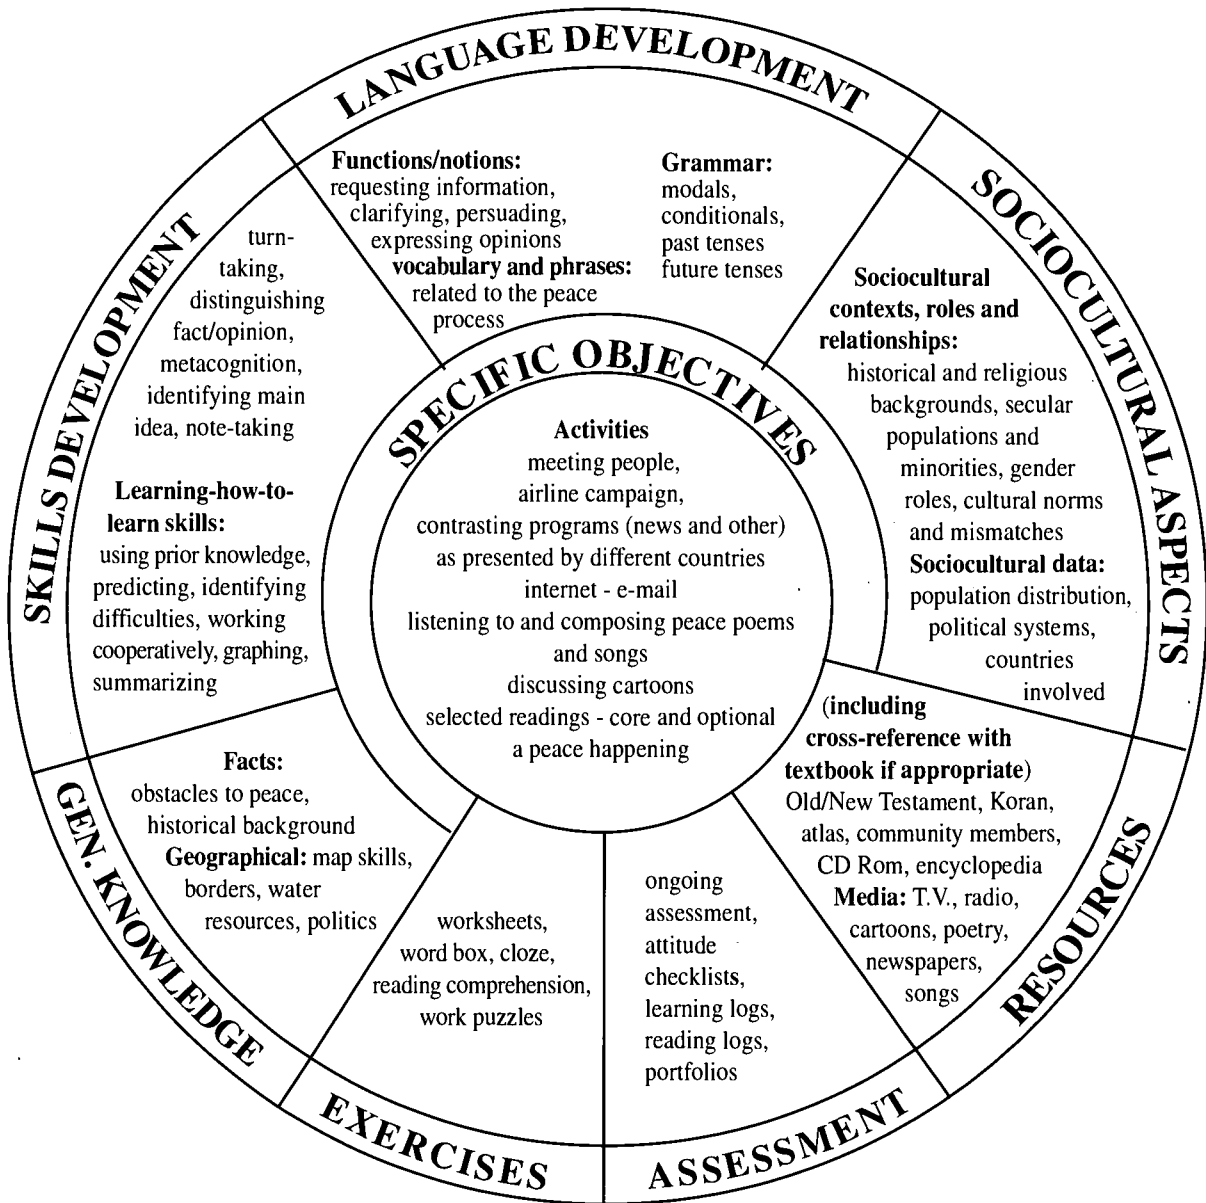 LANGUAGE DEVELOPMENT
Functions/notions:
requesting information,
clarifying, persuading,
expressing opinions
vocabulary and phrases:
related to the peace
process
Grammar:
modals,
conditionals,
past tenses
future tenses
SOCIOCULTURAL ASPECTS
Sociocultural
contexts, roles and
relationships:
historical and religious
backgrounds, secular
populations and
minorities, gender
roles, cultural norms
and mismatches
Sociocultural data:
population distribution,
political systems,
countries
involved
RESOURCES
(including
cross-reference with
textbook if appropriate)
Old/New Testament, Koran,
atlas, community members,
CD Rom, encyclopedia
Media: T.V., radio,
cartoons, poetry,
newspapers,
songs
ASSESSMENT
ongoing
assessment,
attitude
checklists,
learning logs,
reading logs,
portfolios
EXERCISES
worksheets,
word box, cloze,
reading comprehension,
work puzzles
GEN. KNOWLEDGE
Facts:
obstacles to peace,
historical background
Geographical: map skills,
borders, water
resources, politics
SKILLS DEVELOPMENT
turn-
taking,
distinguishing
fact/opinion,
metacognition,
identifying main
idea, note-taking
Learning-how-to-
learn skills:
using prior knowledge,
predicting, identifying
difficulties, working
cooperatively, graphing,
summarizing
SPECIFIC OBJECTIVES
Activities
meeting people,
airline campaign,
contrasting programs (news and other)
as presented by different countries
internet - e-mail
listening to and composing peace poems
and songs
discussing cartoons
selected readings - core and optional
a peace happening